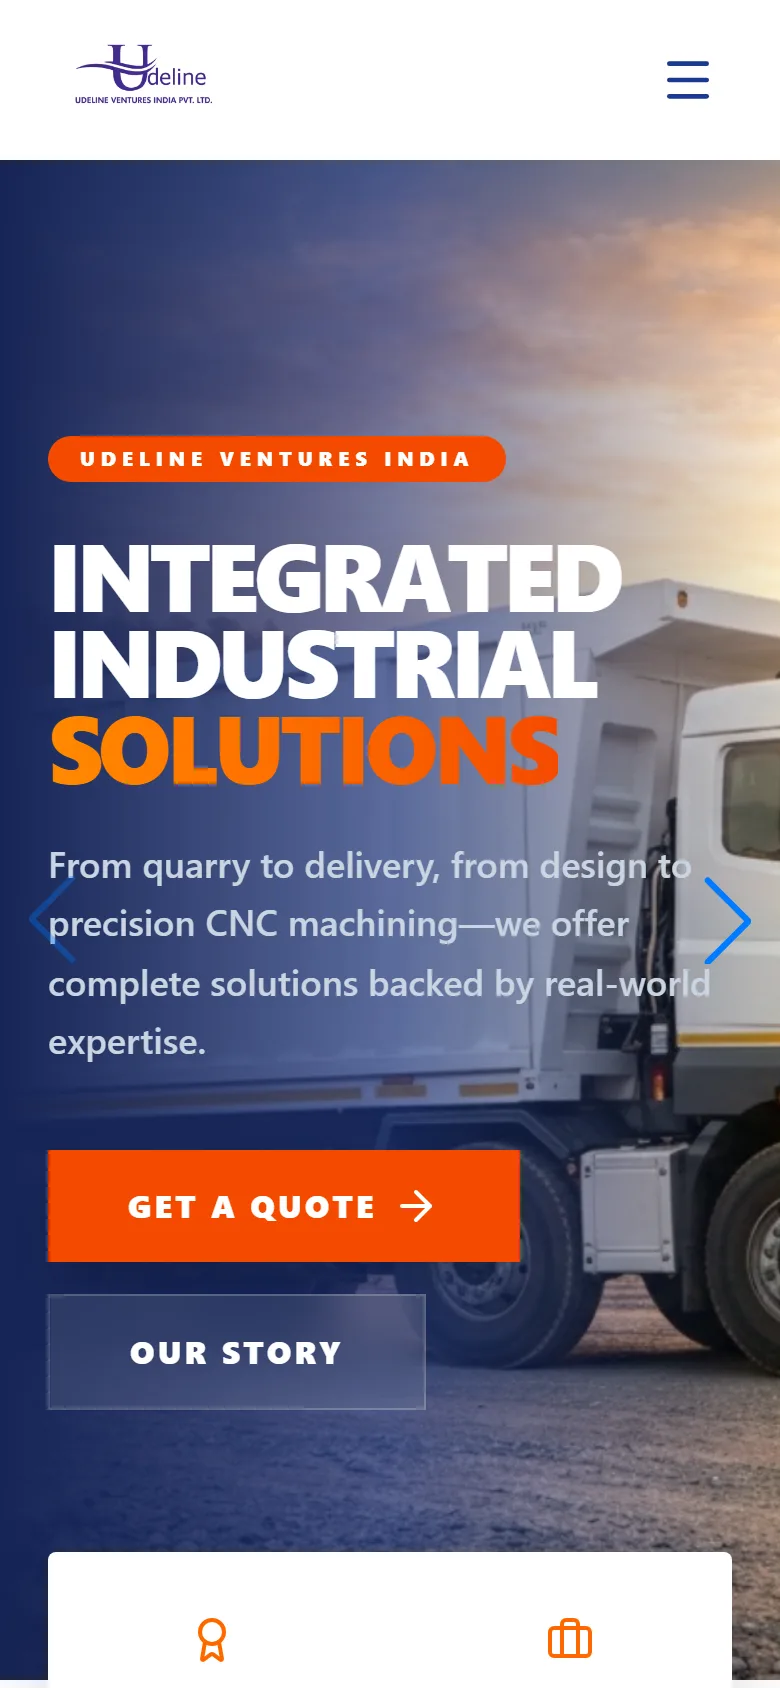 Udeline
UDELINE VENTURES INDIA PVT. LTD.
UDELINE VENTURES INDIA
INTEGRATED
INDUSTRIAL
SOLUTIONS
From quarry to delivery, from design to
precision CNC machining—we offer
complete solutions backed by real-world
expertise.
GET A QUOTE
OUR STORY